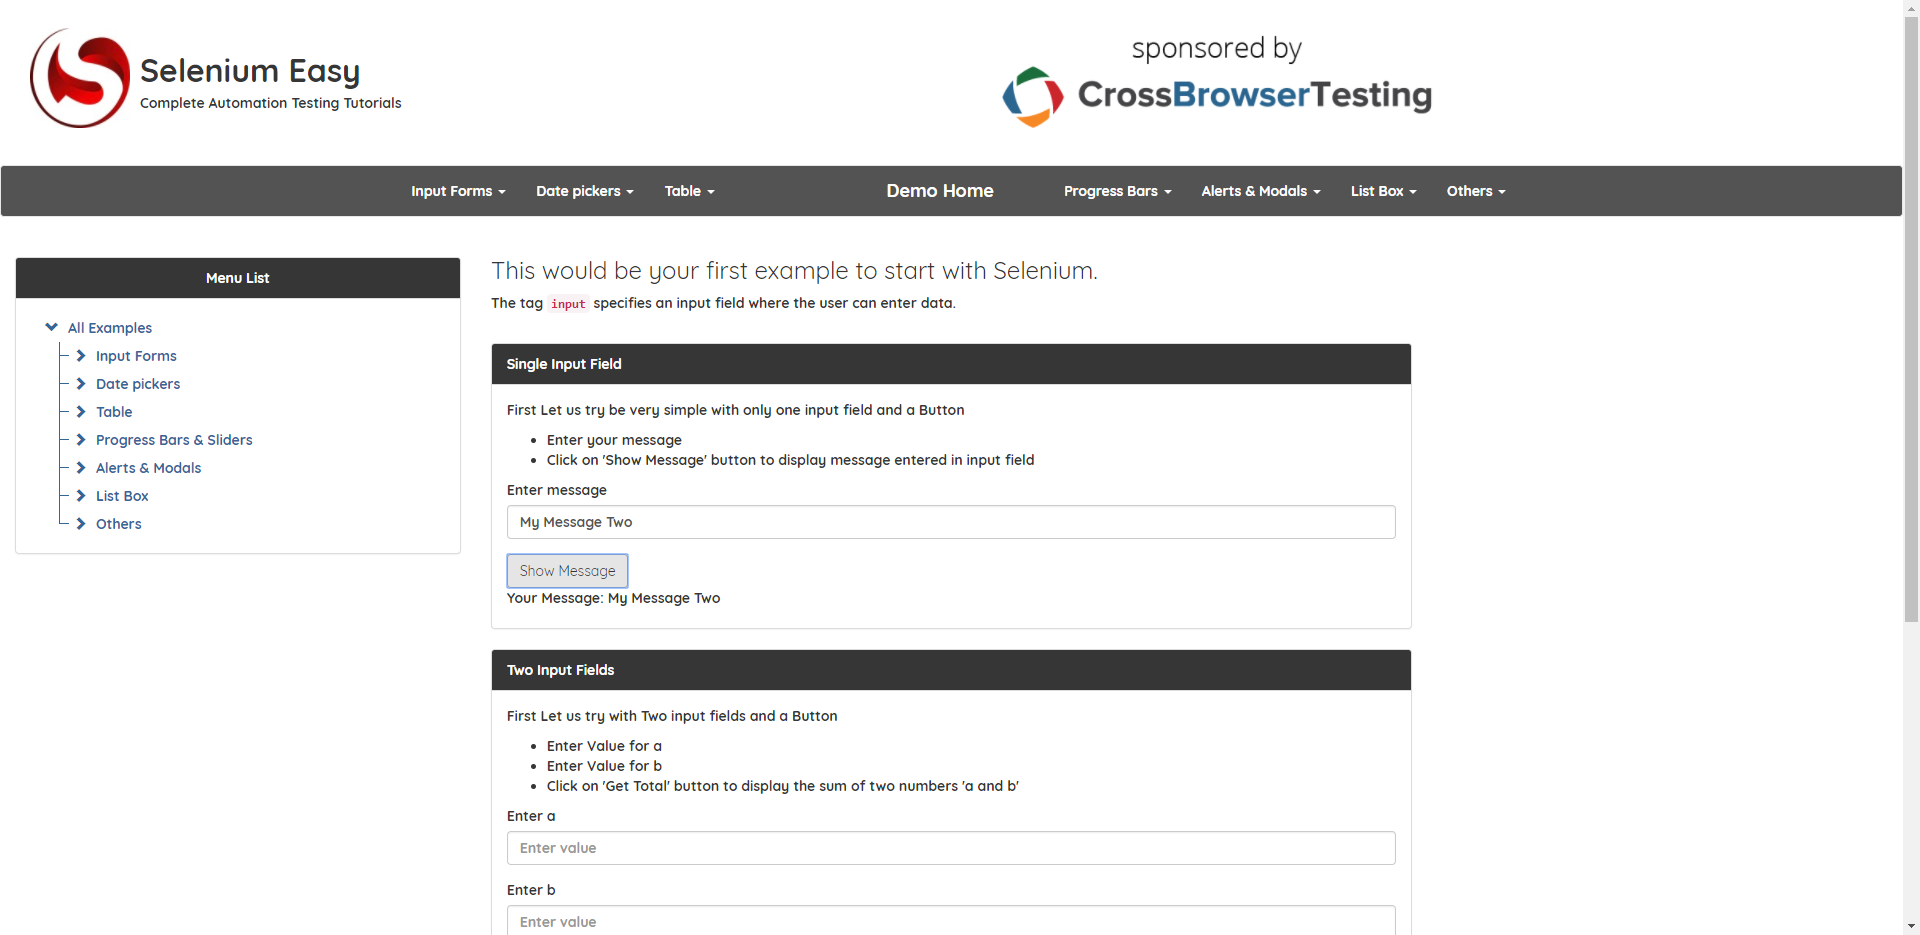 Selenium Easy
Complete Automation Testing Tutorials
sponsored by
CrossBrowserTesting
Input Forms
Date pickers
Table
Demo Home
Progress Bars
Alerts & Modals
List Box
Others
Menu List
All Examples
Input Forms
Date pickers
Table
Progress Bars & Sliders
Alerts & Modals
List Box
Others
This would be your first example to start with Selenium.
The tag input specifies an input field where the user can enter data.
Single Input Field
First Let us try be very simple with only one input field and a Button
Enter your message
Click on 'Show Message' button to display message entered in input field
Enter message
My Message Two
Show Message
Your Message: My Message Two
Two Input Fields
First Let us try with Two input fields and a Button
Enter Value for a
Enter Value for b
Click on 'Get Total' button to display the sum of two numbers 'a and b'
Enter a
Enter value
Enter b
Enter value